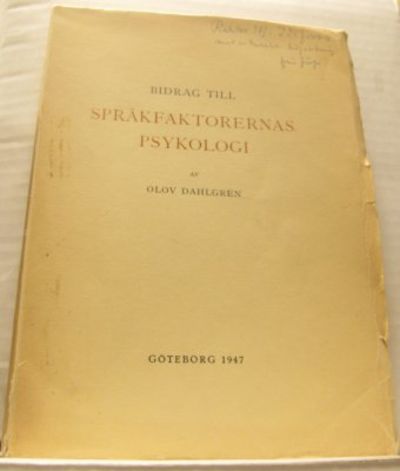 BIDRAG TILL
SPRÅKFAKTORERNAS
PSYKOLOGI
AV
OLOV DAHLGREN
GÖTEBORG 1947